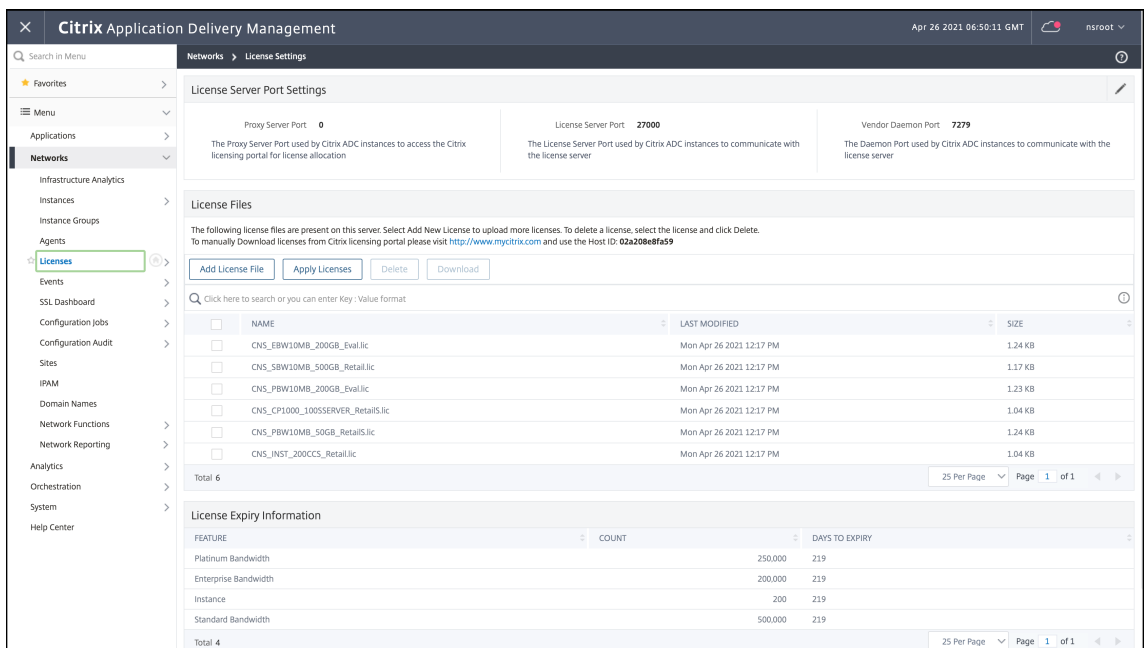 Citrix Application Delivery Management
Apr 26 2021 06:50:11 GMT
nsroot
Search in Menu
Networks > License Settings
Favorites
Menu
Applications
Networks
Infrastructure Analytics
Instances
Instance Groups
Agents
Licenses
Events
SSL Dashboard
Configuration Jobs
Configuration Audit
Sites
IPAM
Domain Names
Network Functions
Network Reporting
Analytics
Orchestration
System
Help Center
License Server Port Settings
Proxy Server Port 0
The Proxy Server Port used by Citrix ADC instances to access the Citrix
licensing portal for license allocation
License Server Port 27000
The License Server Port used by Citrix ADC instances to communicate with
the license server
Vendor Daemon Port 7279
The Daemon Port used by Citrix ADC instances to communicate with the
license server
License Files
The following license files are present on this server. Select Add New License to upload more licenses. To delete a license, select the license and click Delete.
To manually Download licenses from Citrix licensing portal please visit http://www.mycitrix.com and use the Host ID: 02a208e8fa59
Add License File Apply Licenses Delete Download
Click here to search or you can enter Key : Value format
NAME LAST MODIFIED SIZE
CNS_EBW10MB_200GB_Eval.lic Mon Apr 26 2021 12:17 PM 1.24 KB
CNS_SBW10MB_500GB_Retail.lic Mon Apr 26 2021 12:17 PM 1.17 KB
CNS_PBW10MB_200GB_Eval.lic Mon Apr 26 2021 12:17 PM 1.23 KB
CNS_CP1000_100SSERVER_RetailS.lic Mon Apr 26 2021 12:17 PM 1.04 KB
CNS_PBW10MB_50GB_RetailS.lic Mon Apr 26 2021 12:17 PM 1.24 KB
CNS_INST_200CCS_Retail.lic Mon Apr 26 2021 12:17 PM 1.04 KB
Total 6 25 Per Page Page 1 of 1
License Expiry Information
FEATURE COUNT DAYS TO EXPIRY
Platinum Bandwidth 250,000 219
Enterprise Bandwidth 200,000 219
Instance 200 219
Standard Bandwidth 500,000 219
Total 4 25 Per Page Page 1 of 1